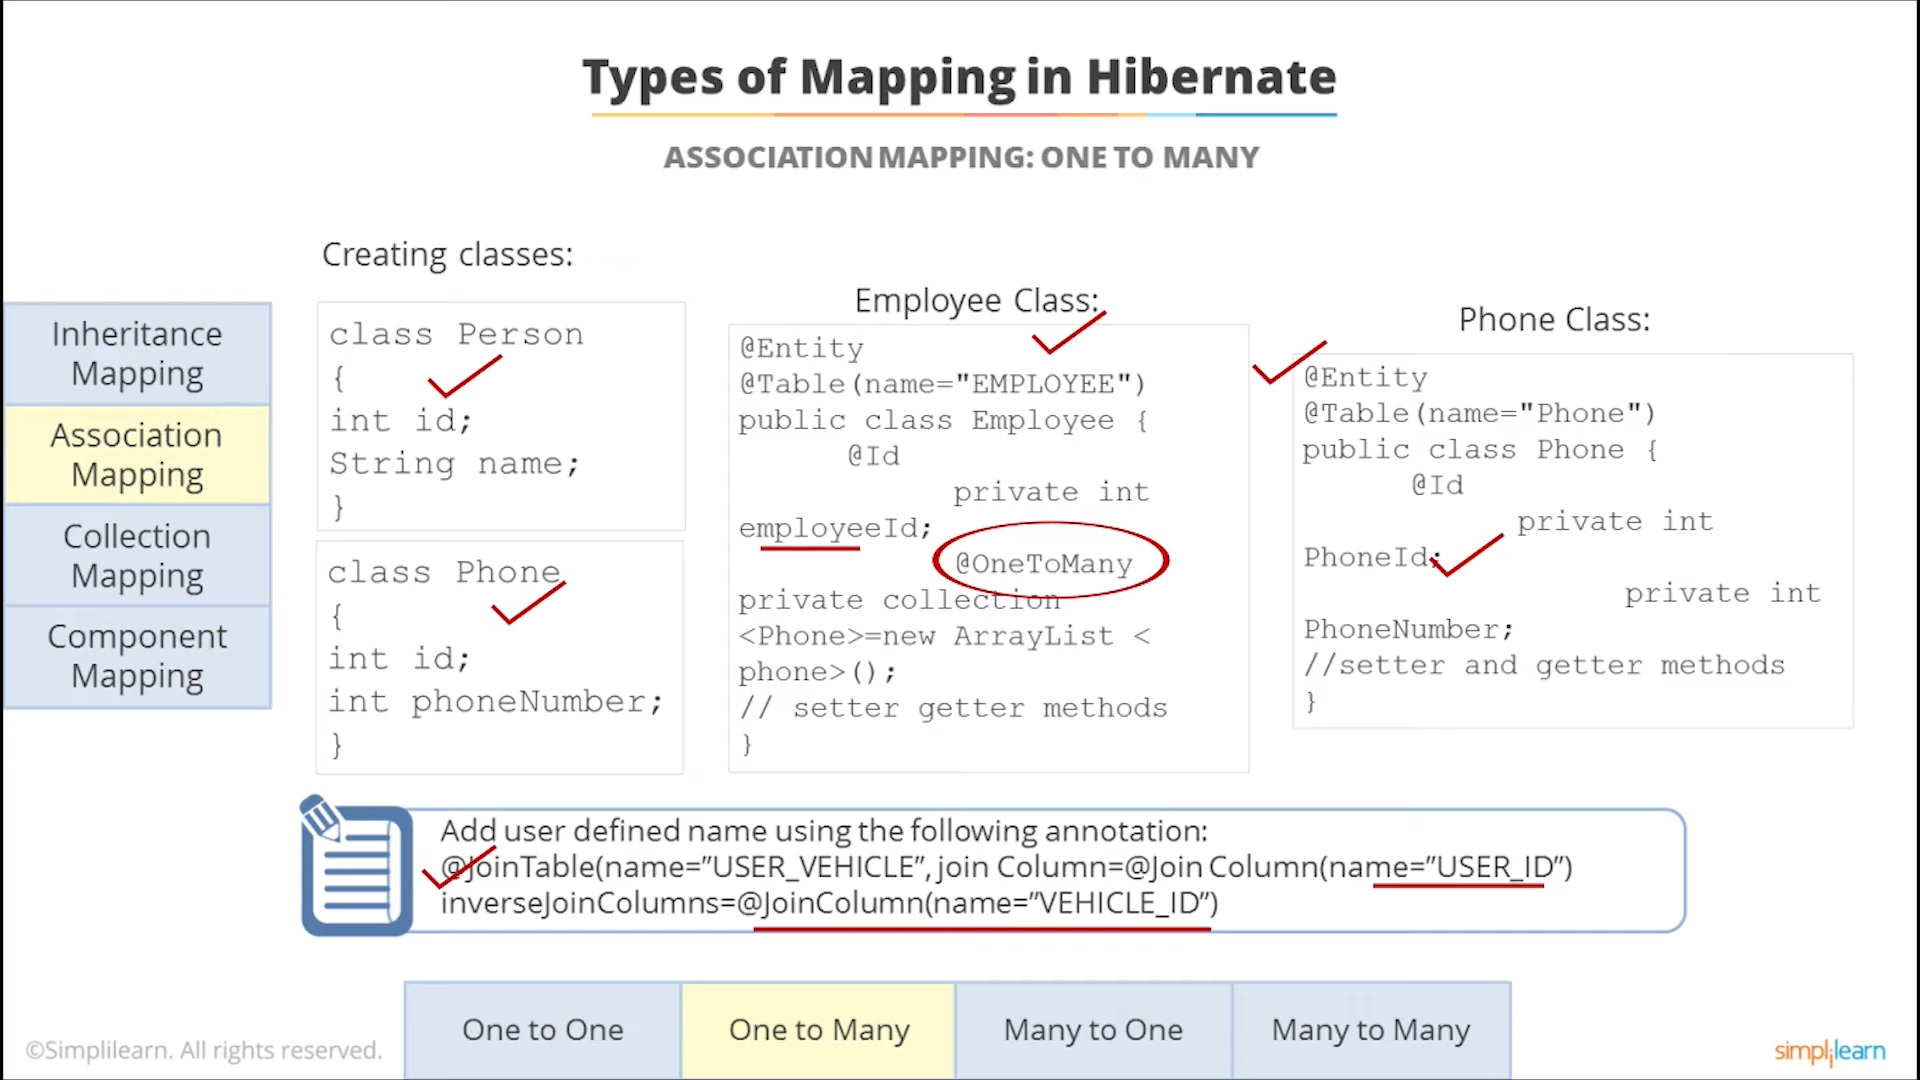 Types of Mapping in Hibernate
ASSOCIATION MAPPING: ONE TO MANY
Inheritance
Mapping
Association
Mapping
Collection
Mapping
Component
Mapping
Creating classes:
class Person
{
int id;
String name;
}
class Phone
{
int id;
int phoneNumber;
}
Employee Class:
@Entity
@Table(name="EMPLOYEE")
public class Employee {
@Id
private int
employeeId;
@OneToMany
private collection
<Phone>=new ArrayList <
phone>();
// setter getter methods
}
Phone Class:
@Entity
@Table(name="Phone")
public class Phone {
@Id
private int
PhoneId;
private int
PhoneNumber;
//setter and getter methods
}
Add user defined name using the following annotation:
@JoinTable(name=”USER_VEHICLE”, join Column=@Join Column(name=”USER_ID”)
inverseJoinColumns=@JoinColumn(name=”VEHICLE_ID”)
One to One
One to Many
Many to One
Many to Many
©Simplilearn. All rights reserved.
simplilearn